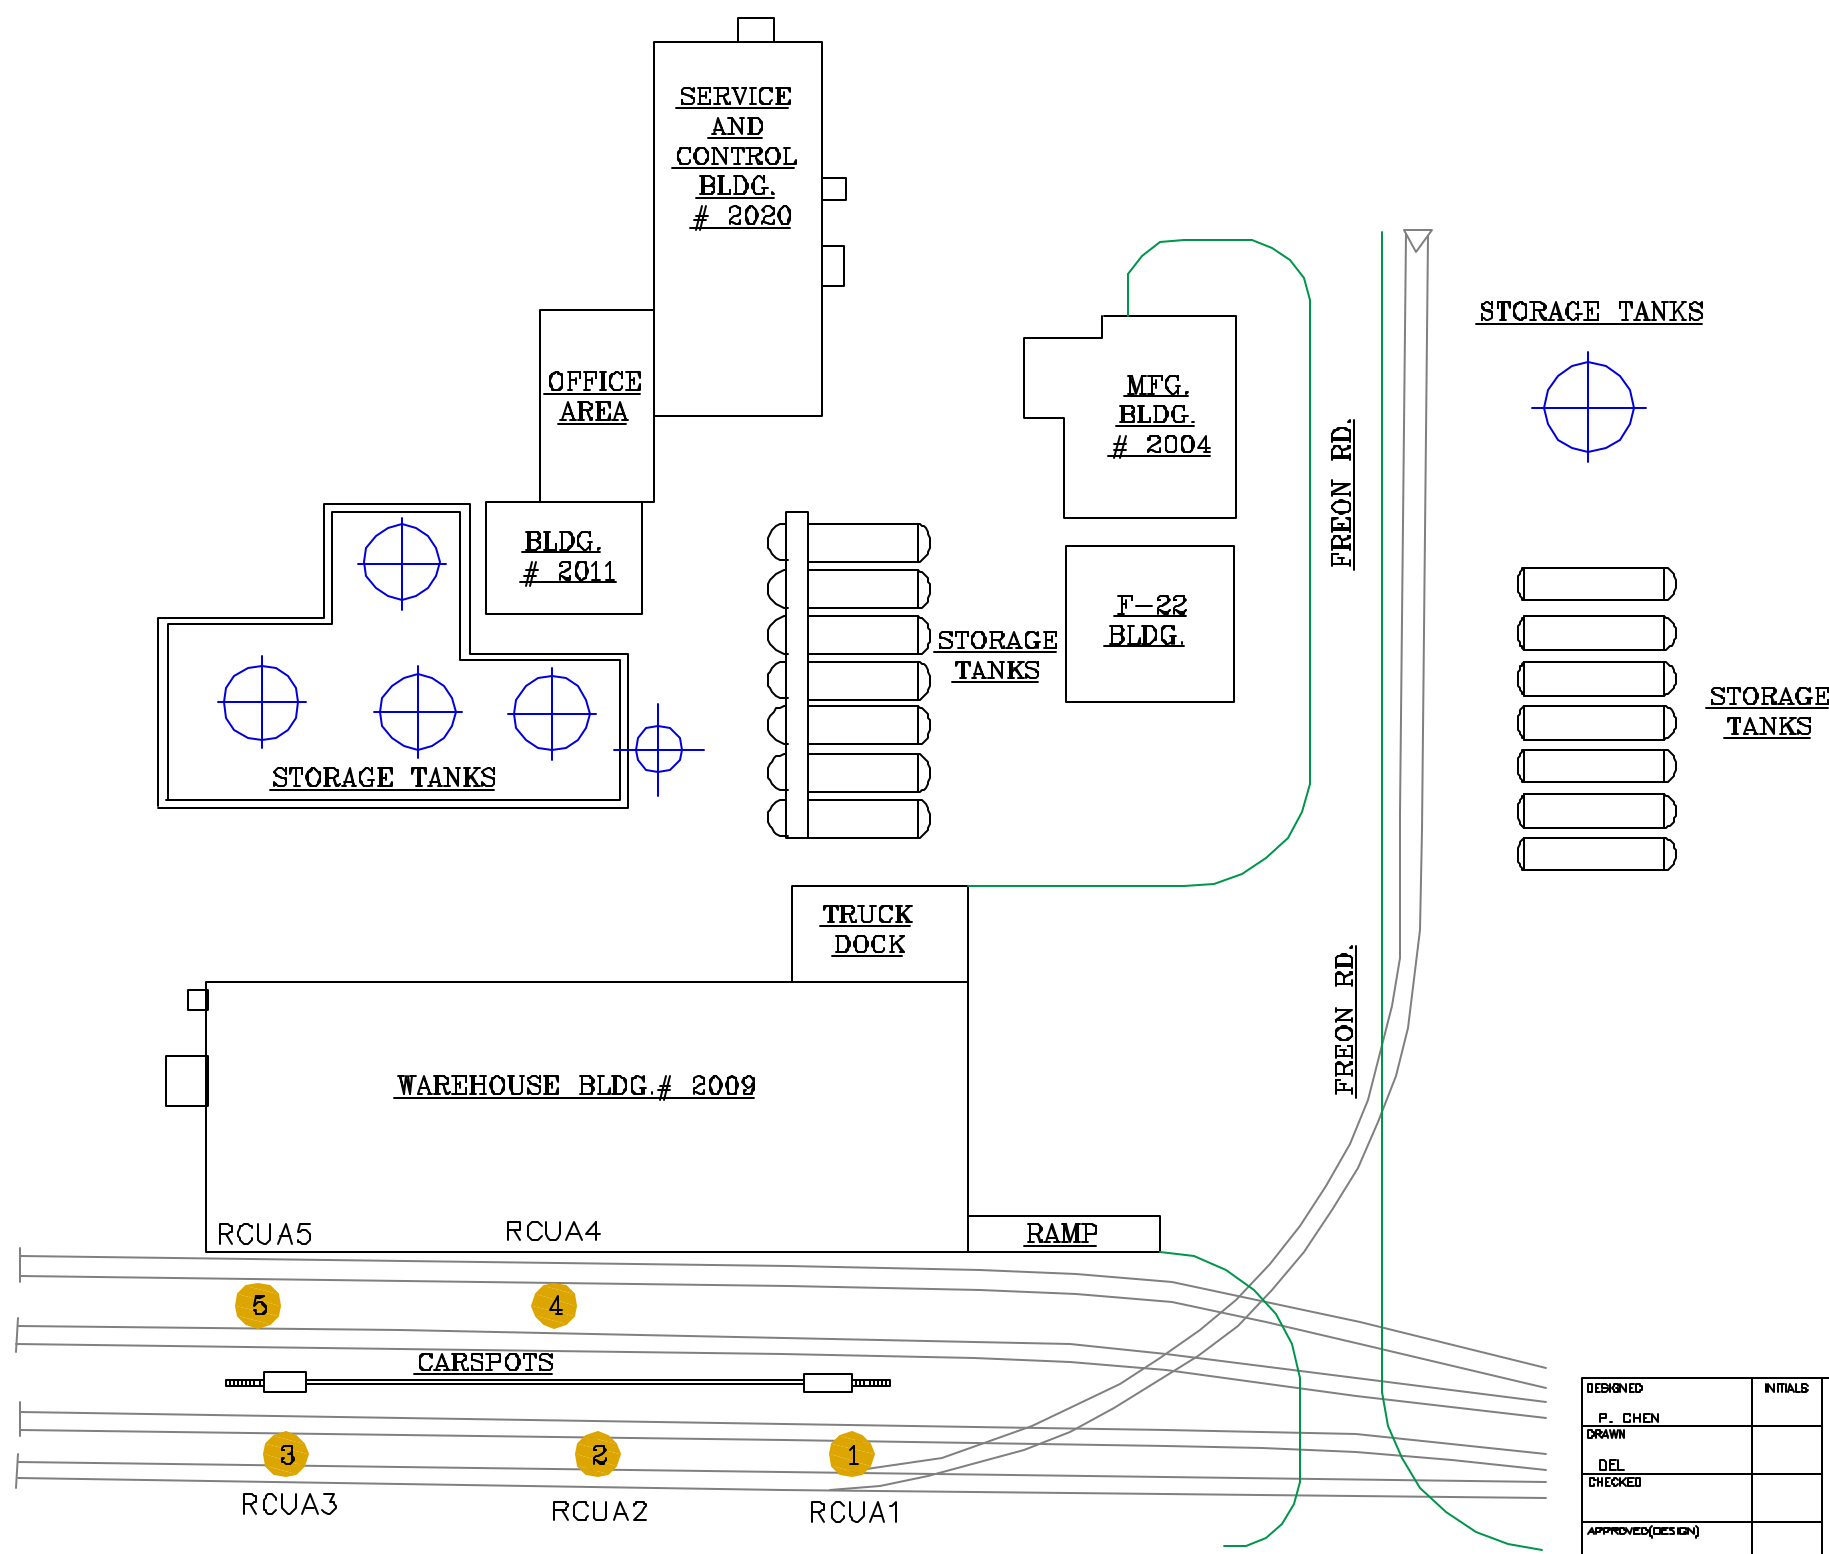 SERVICE
AND
CONTROL
BLDG.
# 2020
STORAGE TANKS
OFFICE
AREA
MFG.
BLDG.
# 2004
FREON RD.
BLDG.
# 2011
F-22
BLDG.
STORAGE
TANKS
STORAGE
TANKS
STORAGE TANKS
TRUCK
DOCK
FREON RD.
WAREHOUSE BLDG.# 2009
RCUA5
RCUA4
RAMP
5
4
CARSPOTS
3
2
1
RCUA3
RCUA2
RCUA1
DESIGNED
INITIALS
P. CHEN
DRAWN
DEL
CHECKED
APPROVED(DESIGN)